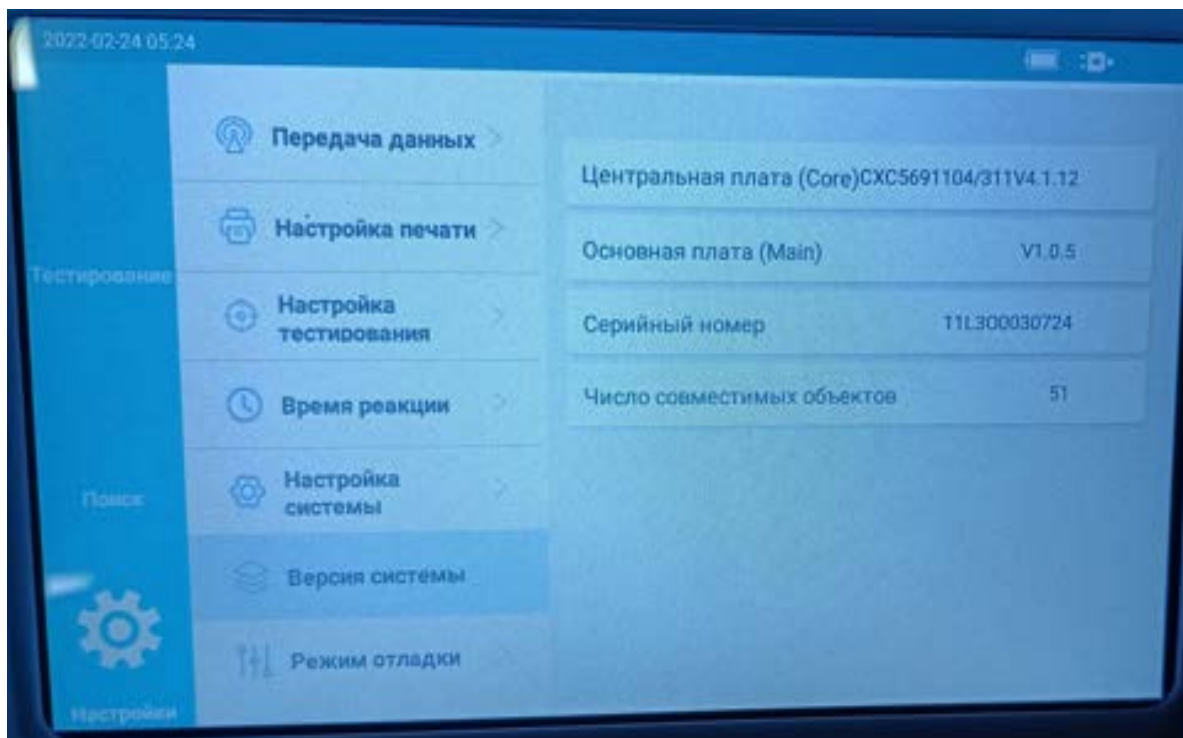 2022-02-24 05:24
Тестирование
Поиск
Настройки
Передача данных
Настройка печати
Настройка
тестирования
Время реакции
Настройка
системы
Версия системы
Режим отладки
Центральная плата (Core)CXC5691104/311V4.1.12
Основная плата (Main) V1.0.5
Серийный номер 11L300030724
Число совместимых объектов 51